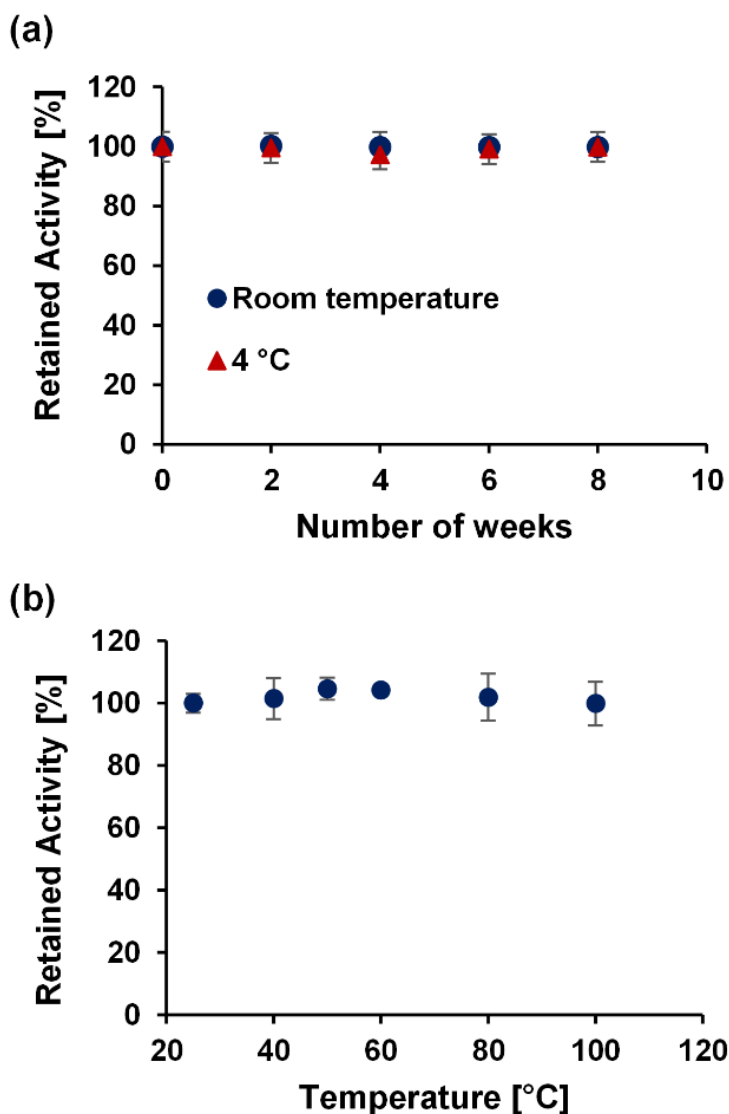 (a)
Retained Activity [%]
120
100
80
60
40
20
0
Room temperature
4 °C
0 2 4 6 8 10
Number of weeks
(b)
Retained Activity [%]
120
100
80
60
40
20
0
20 40 60 80 100 120
Temperature [°C]